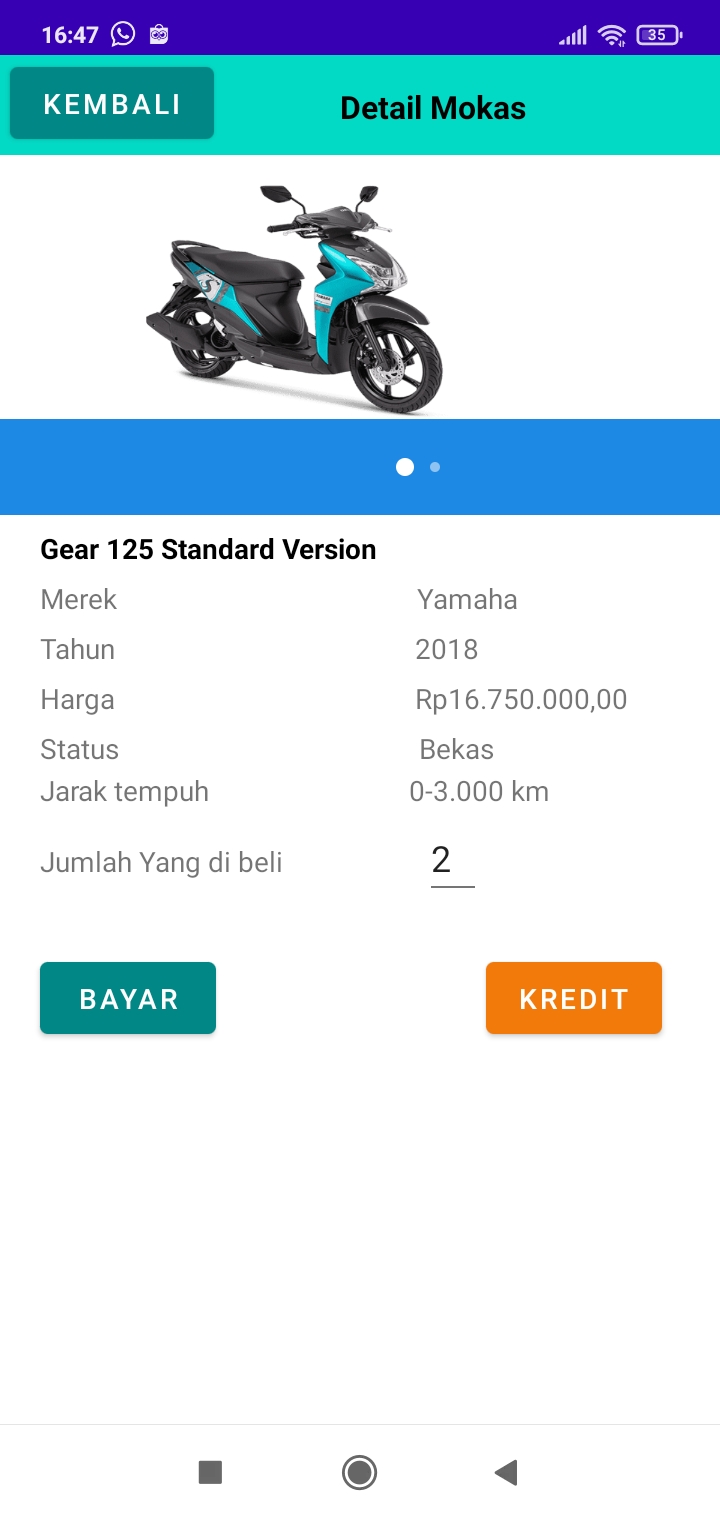 16:47 35
KEMBALI Detail Mokas
Gear 125 Standard Version
Merek Yamaha
Tahun 2018
Harga Rp16.750.000,00
Status Bekas
Jarak tempuh 0-3.000 km
Jumlah Yang di beli 2
BAYAR KREDIT